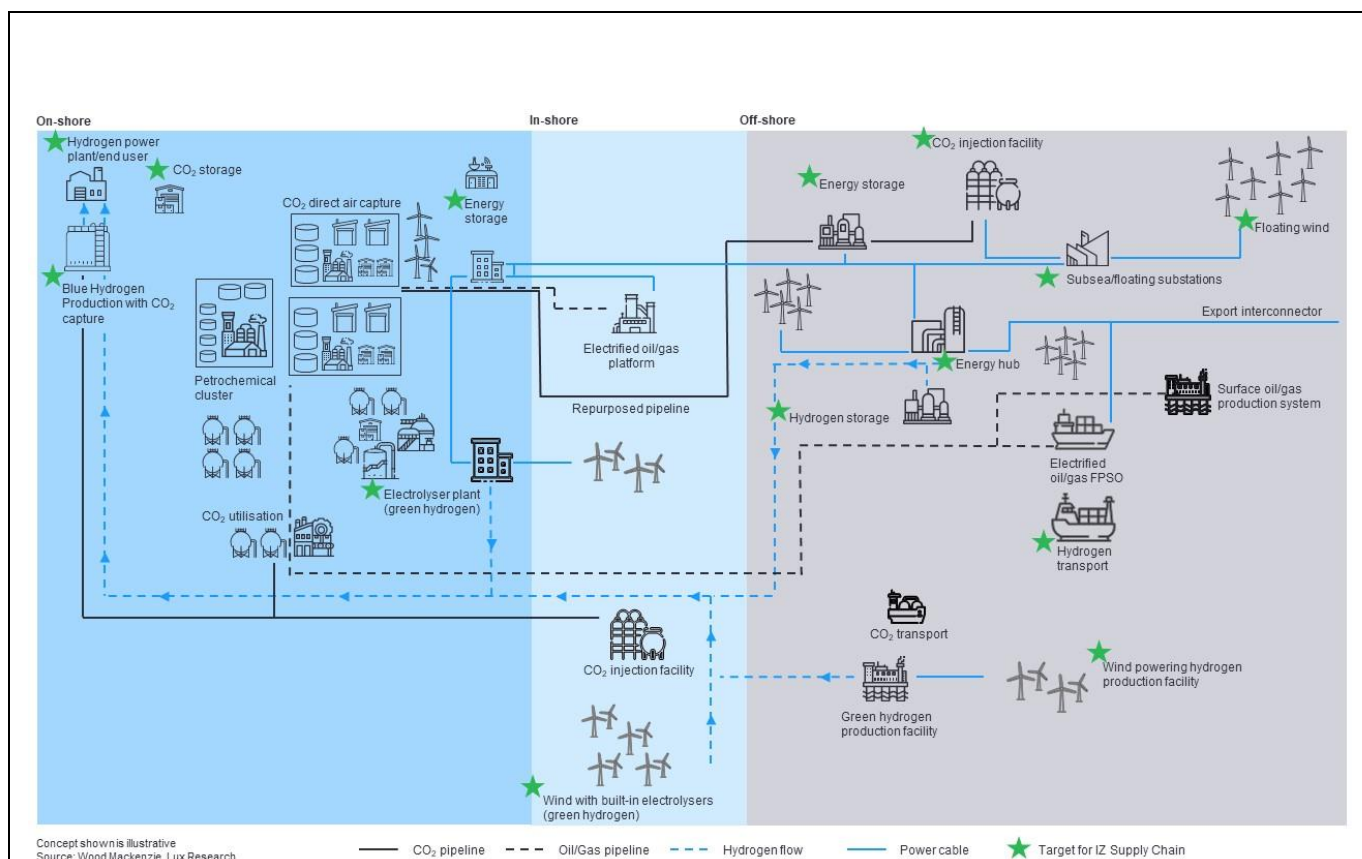 On-shore
In-shore
Off-shore
Hydrogen power
plant/end user
CO₂ storage
CO₂ direct air capture
Energy
storage
Energy storage
CO₂ injection facility
Floating wind
Blue Hydrogen
Production with CO₂
capture
Subsea/floating substations
Export interconnector
Electrified oil/gas
platform
Energy hub
Petrochemical
cluster
Repurposed pipeline
Hydrogen storage
Surface oil/gas
production system
Electrified
oil/gas FPSO
Electrolyser plant
(green hydrogen)
CO₂ utilisation
Hydrogen
transport
CO₂ transport
CO₂ injection facility
Wind powering hydrogen
production facility
Green hydrogen
production facility
Wind with built-in electrolysers
(green hydrogen)
Concept shown is illustrative
Source: Wood Mackenzie, Lux Research
CO₂ pipeline
Oil/Gas pipeline
Hydrogen flow
Power cable
Target for IZ Supply Chain